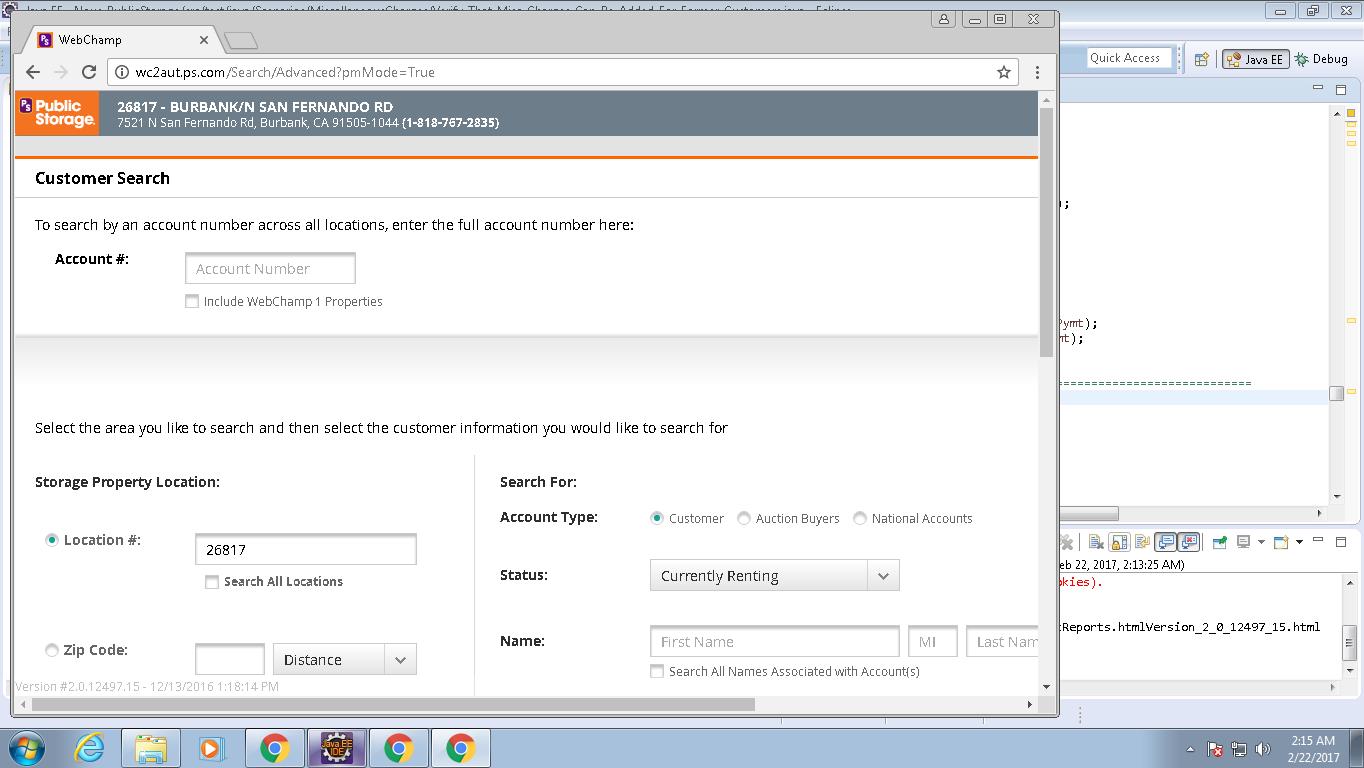 Quick Access
Java EE
Debug
WebChamp
wc2aut.ps.com/Search/Advanced?pmMode=True
PS Public Storage.
26817 - BURBANK/N SAN FERNANDO RD
7521 N San Fernando Rd, Burbank, CA 91505-1044 (1-818-767-2835)
Customer Search
To search by an account number across all locations, enter the full account number here:
Account #:
Account Number
Include WebChamp 1 Properties
Select the area you like to search and then select the customer information you would like to search for
Storage Property Location:
Location #:
26817
Search All Locations
Zip Code:
Distance
Version #2.0.12497.15 - 12/13/2016 1:18:14 PM
Search For:
Account Type:
Customer
Auction Buyers
National Accounts
Status:
Currently Renting
Name:
First Name
MI
Last Nam
Search All Names Associated with Account(s)
ymt);
t);
============================
eb 22, 2017, 2:13:25 AM)
kies).
Reports.htmlVersion_2_0_12497_15.html
Java EE
IDE
2:15 AM
2/22/2017